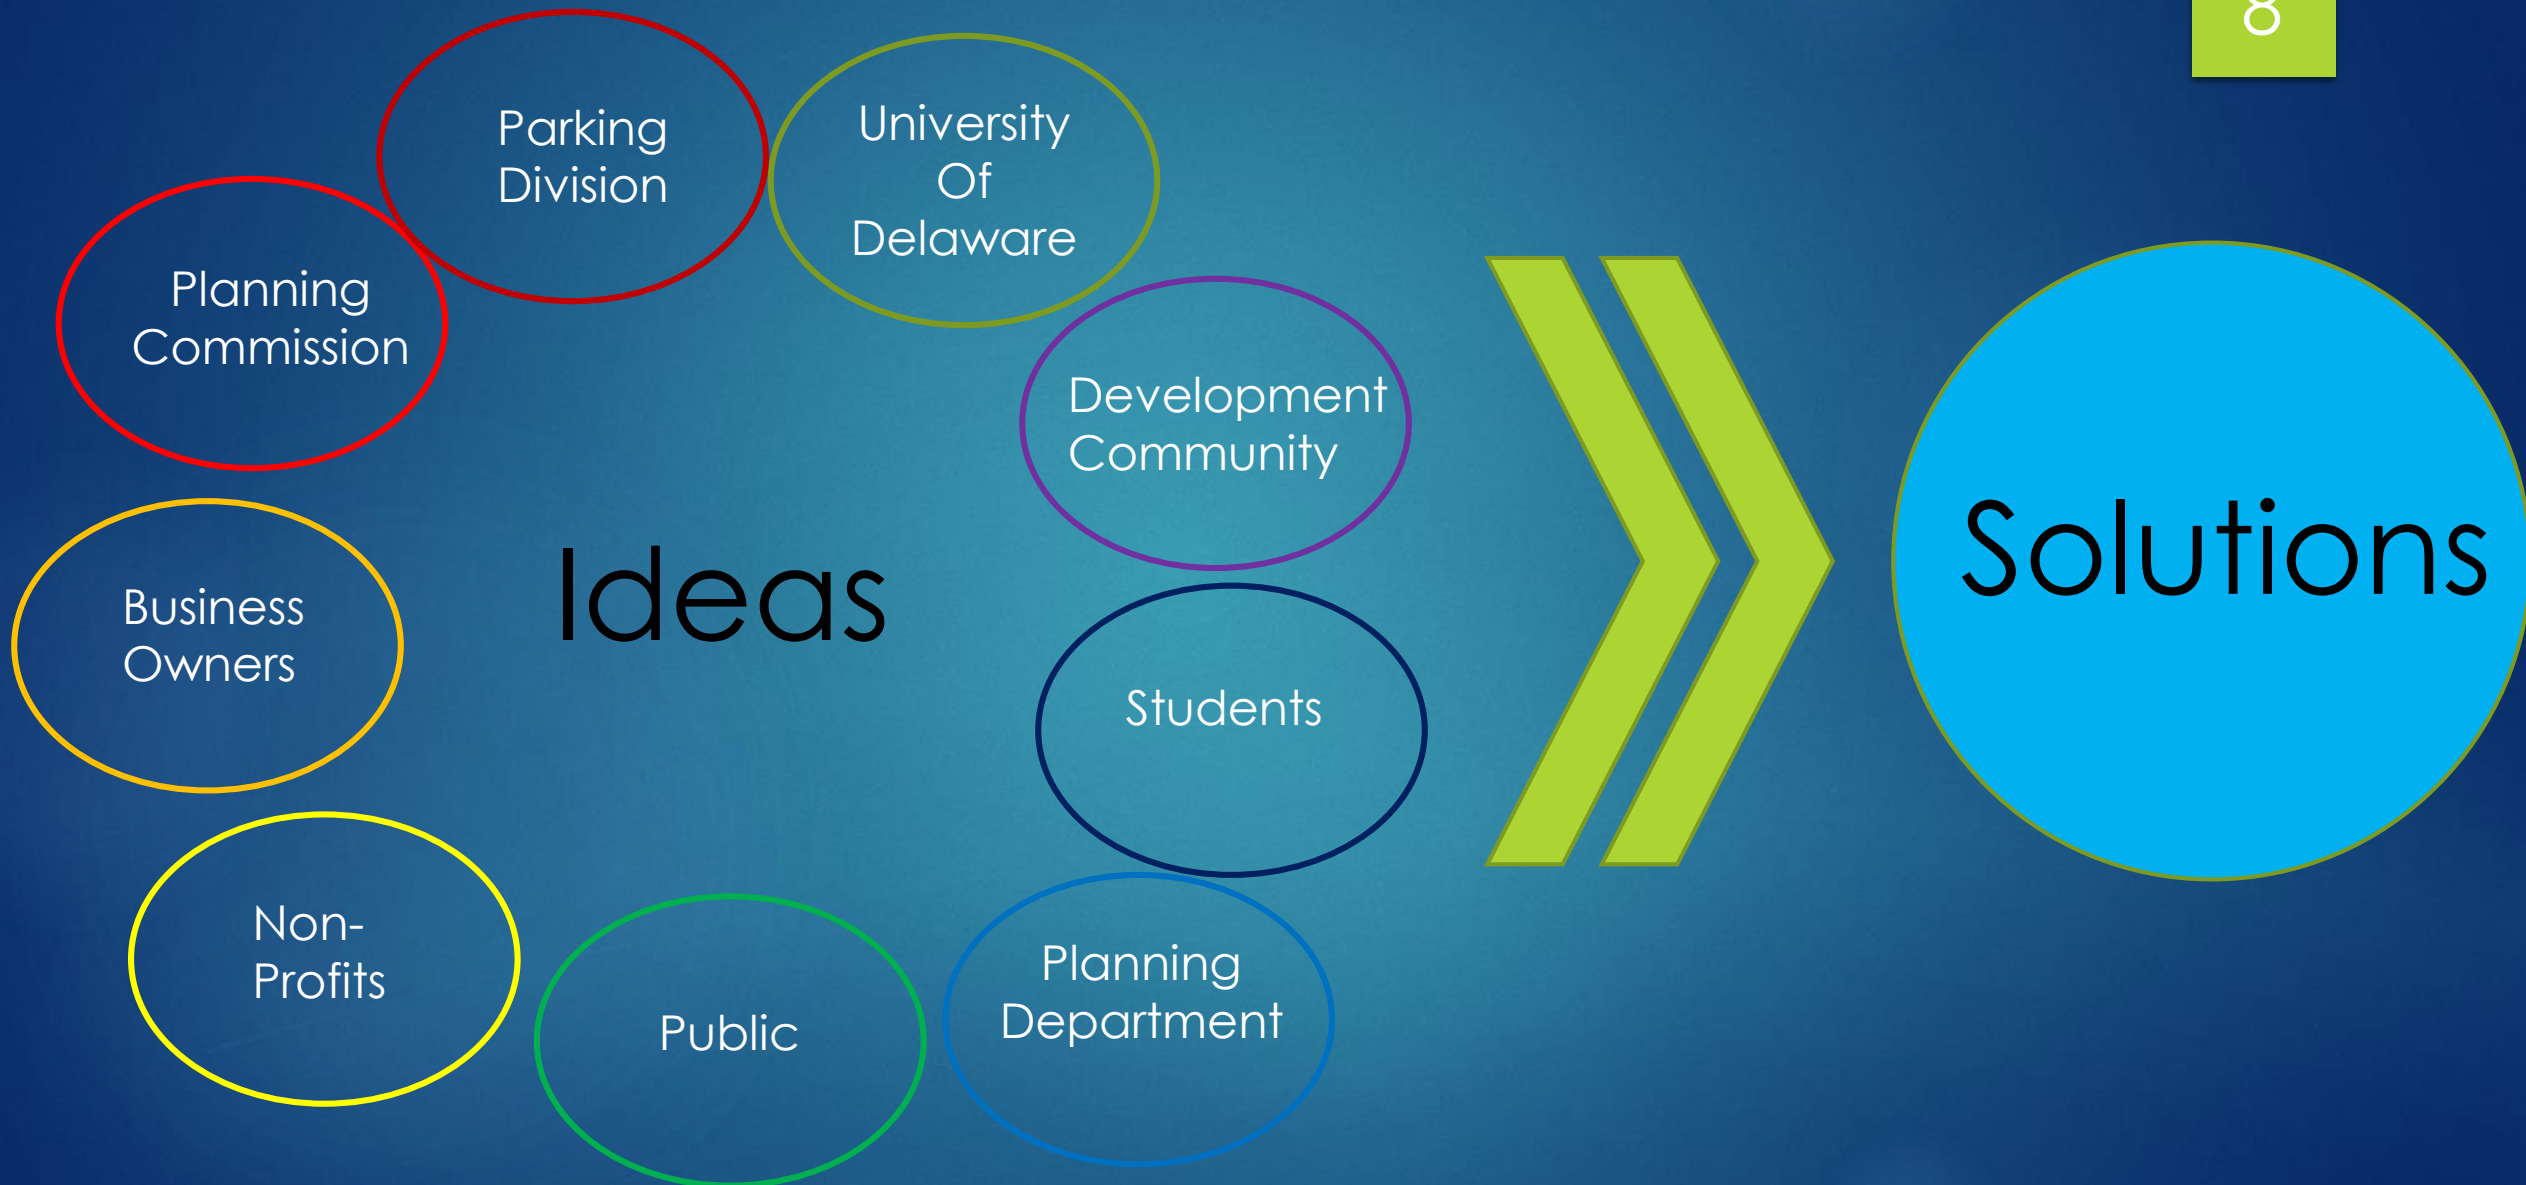 8
Parking
Division
University
Of
Delaware
Planning
Commission
Development
Community
Ideas
Solutions
Business
Owners
Students
Non-
Profits
Public
Planning
Department